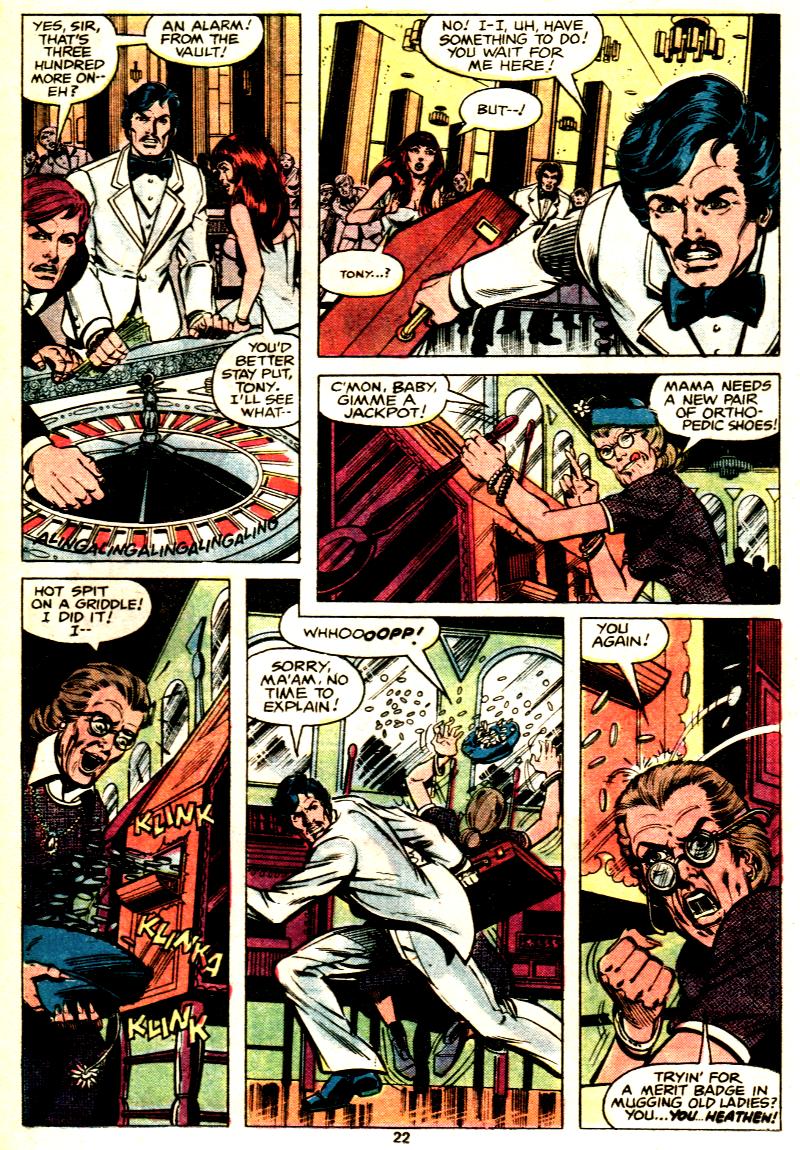 YES, SIR,
THAT'S
THREE
HUNDRED
MORE ON--
EH?
AN ALARM!
FROM THE
VAULT!
YOU'D
BETTER
STAY PUT,
TONY.
I'LL SEE
WHAT--
ALINGALINGALINGALINGALING
NO! I-I, UH, HAVE
SOMETHING TO DO!
YOU WAIT FOR
ME HERE!
BUT--!
TONY...?
C'MON, BABY,
GIMME A
JACKPOT!
MAMA NEEDS
A NEW PAIR
OF ORTHO-
PEDIC SHOES!
HOT SPIT
ON A GRIDDLE!
I DID IT!
I--
KLINK
KLINKA
KLINK
WHHOOOOPP!
SORRY,
MA'AM. NO
TIME TO
EXPLAIN!
YOU
AGAIN!
TRYIN' FOR
A MERIT BADGE IN
MUGGING OLD LADIES?
YOU...YOU...HEATHEN!
22